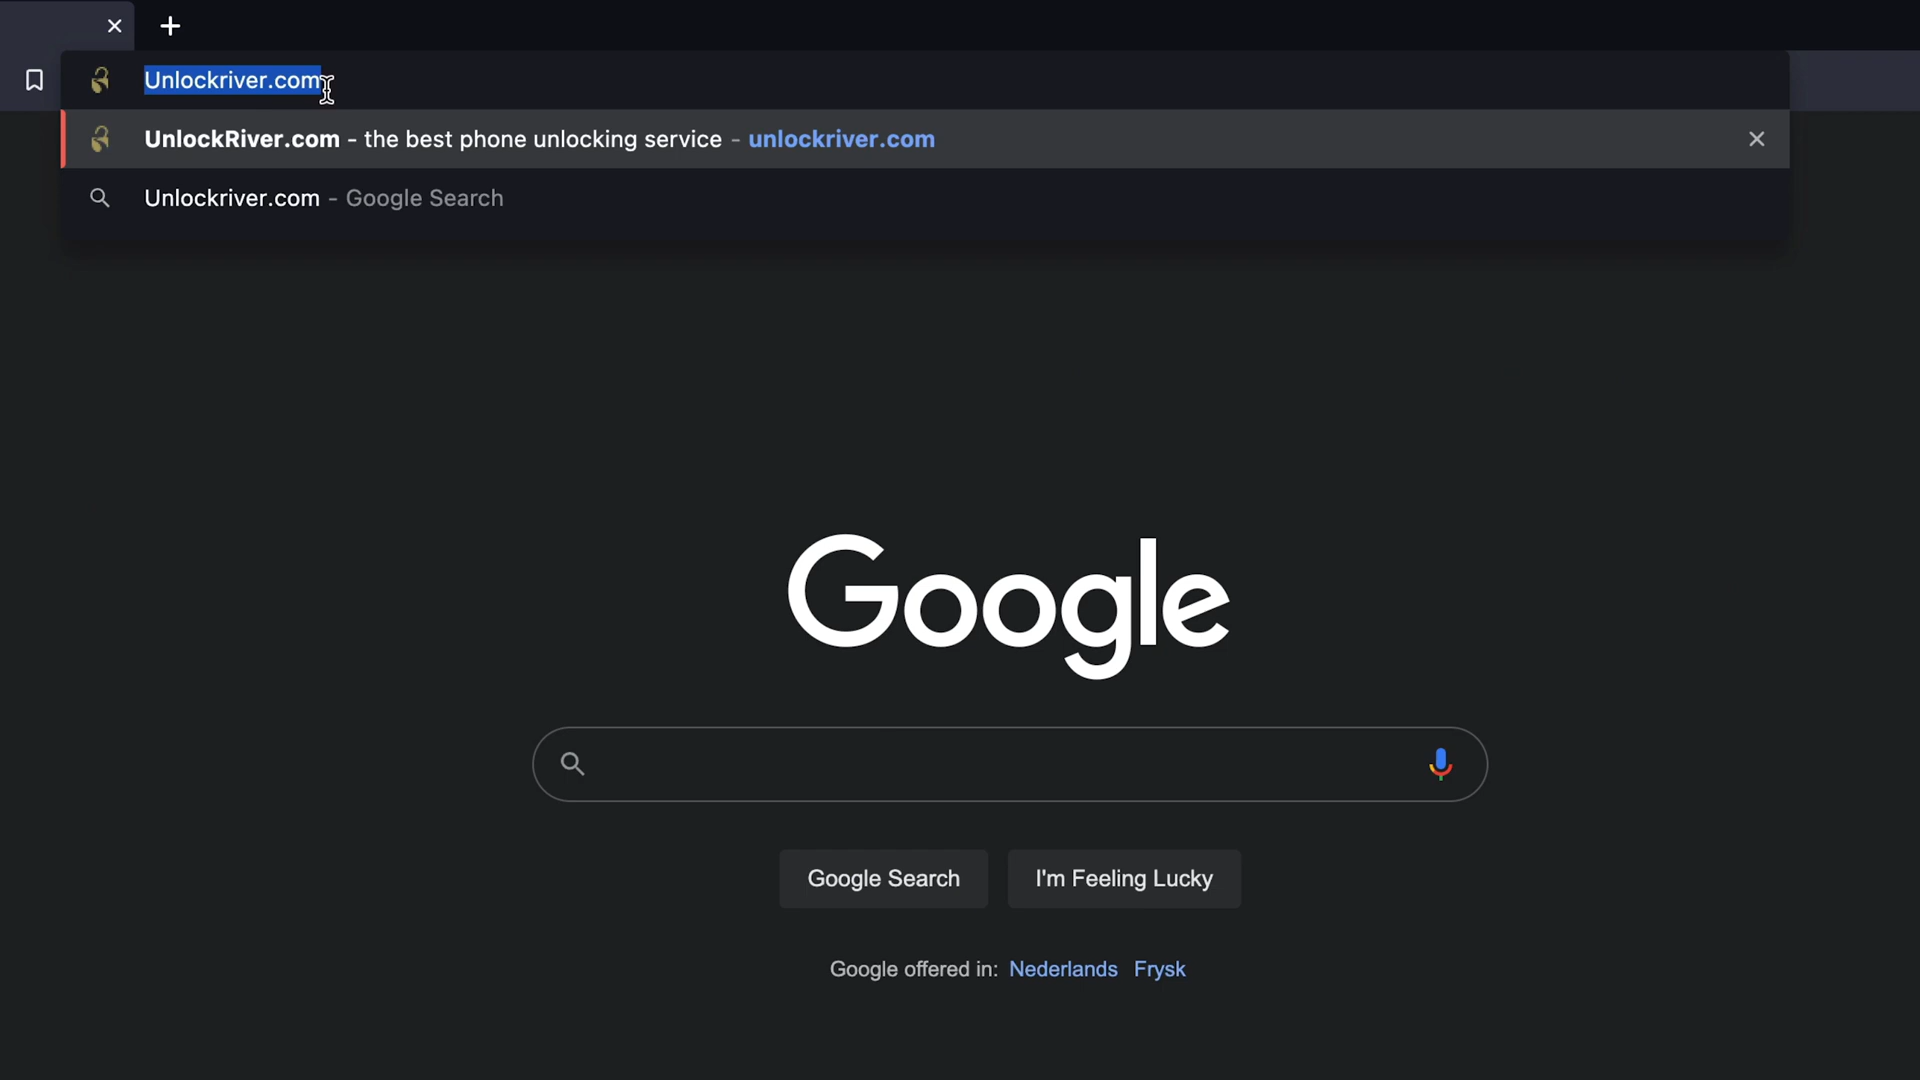 Unlockriver.com
UnlockRiver.com - the best phone unlocking service - unlockriver.com
Unlockriver.com - Google Search
Google
Google Search
I'm Feeling Lucky
Google offered in: Nederlands Frysk